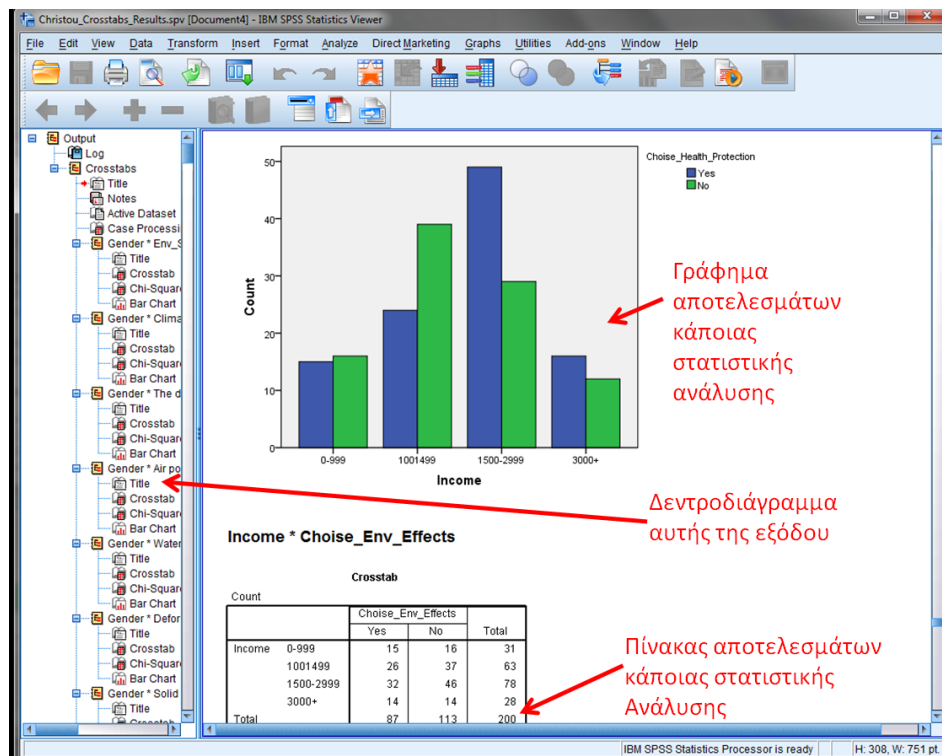 Christou_Crosstabs_Results.spv [Document4] - IBM SPSS Statistics Viewer
File Edit View Data Transform Insert Format Analyze Direct Marketing Graphs Utilities Add-ons Window Help
Output
Log
Crosstabs
Title
Notes
Active Dataset
Case Processi
Gender * Env_S
Title
Crosstab
Chi-Square
Bar Chart
Gender * Clima
Title
Crosstab
Chi-Square
Bar Chart
Gender * The d
Title
Crosstab
Chi-Square
Bar Chart
Gender * Air po
Title
Crosstab
Chi-Square
Bar Chart
Gender * Water
Title
Crosstab
Chi-Square
Bar Chart
Gender * Defor
Title
Crosstab
Chi-Square
Bar Chart
Gender * Solid
Title
Crosstab
Choise_Health_Protection
Yes
No
50
40
30
20
10
0
Count
0-999 1001499 1500-2999 3000+
Income
Γράφημα
αποτελεσμάτων
κάποιας
στατιστικής
ανάλυσης
Δεντροδιάγραμμα
αυτής της εξόδου
Income * Choise_Env_Effects
Crosstab
Count
Choise_Env_Effects
Yes No Total
Income 0-999 15 16 31
1001499 26 37 63
1500-2999 32 46 78
3000+ 14 14 28
Total 87 113 200
Πίνακας αποτελεσμάτων
κάποιας στατιστικής
Ανάλυσης
IBM SPSS Statistics Processor is ready H: 308, W: 751 pt.